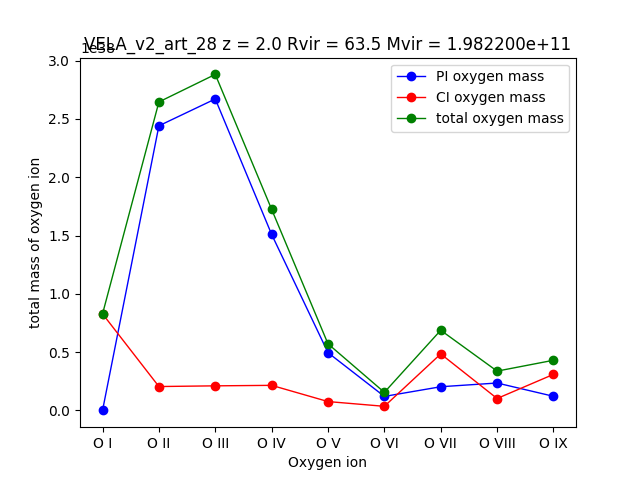 VELA_v2_art_28 z = 2.0 Rvir = 63.5 Mvir = 1.982200e+11
1e38
PI oxygen mass
CI oxygen mass
total oxygen mass
total mass of oxygen ion
3.0
2.5
2.0
1.5
1.0
0.5
0.0
O I O II O III O IV O V O VI O VII O VIII O IX
Oxygen ion